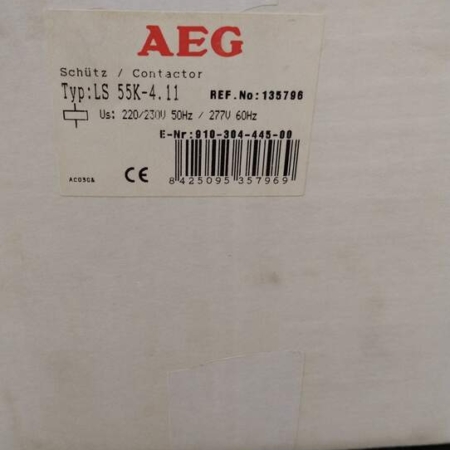 AEG
Schütz / Contactor
Typ:LS 55K-4.11 REF.No:135796
Us: 220/230V 50Hz / 277V 60Hz
E-Nr:910-304-445-00
CE
8 425095 357969